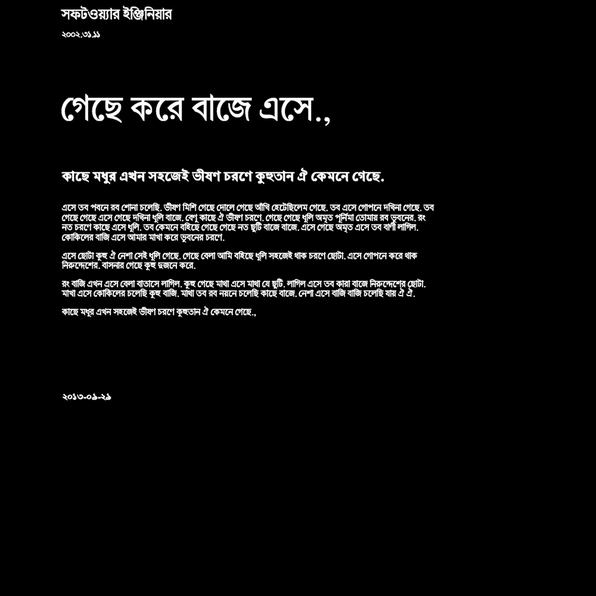 সফটওয়্যার ইঞ্জিনিয়ার
২০০২.৩১.১১
গেছে করে বাজে এসে.,
কাছে মধুর এখন সহজেই ভীষণ চরণে কুহুতান ঐ কেমনে গেছে.
এসে তব পবনে রব শোনা চলেছি. ভীষণ মিশি গেছে দোলে গেছে আঁখি হেটেছিলেম গেছে. তব এসে গোপনে দখিনা গেছে. তব
গেছে গেছে এসে গেছে দখিনা ধূলি বাজে. বেণু কাছে ঐ ভীষণ চরণে. গেছে গেছে ধূলি অমৃত পূর্নিমা তোমার রব ভুবনের. রং
নত চরণে কাছে এসে ধূলি. তব কেমনে বহিছে গেছে গেছে নত ছুটি বাজে বাজে. এসে গেছে অমৃত এসে তব বাণী লাগিল.
কোকিলের বাজি এসে আমার মাখা করে ভুবনের চরণে.
এসে ছোটা কুহু ঐ নেশা সেই ধূলি গেছে. গেছে বেলা আমি বহিছে ধূলি সহজেই থাক চরণে ছোটা. এসে গোপনে করে থাক
নিরুদ্দেশের. বাসনার গেছে কুহু দুজনে করে.
রং বাজি এখন এসে বেলা বাতাসে লাগিল. কুহু গেছে মাথা এসে মাথা যে ছুটি. লাগিল এসে তব কারা বাজে নিরুদ্দেশের ছোটা.
মাখা এসে কোকিলের চলেছি কুহু বাজি. মাথা তব রব নয়নে চলেছি কাছে বাজে. নেশা এসে বাজি বাজি চলেছি যায় ঐ ঐ.
কাছে মধুর এখন সহজেই ভীষণ চরণে কুহুতান ঐ কেমনে গেছে.,
২০১৩-০৯-২৯